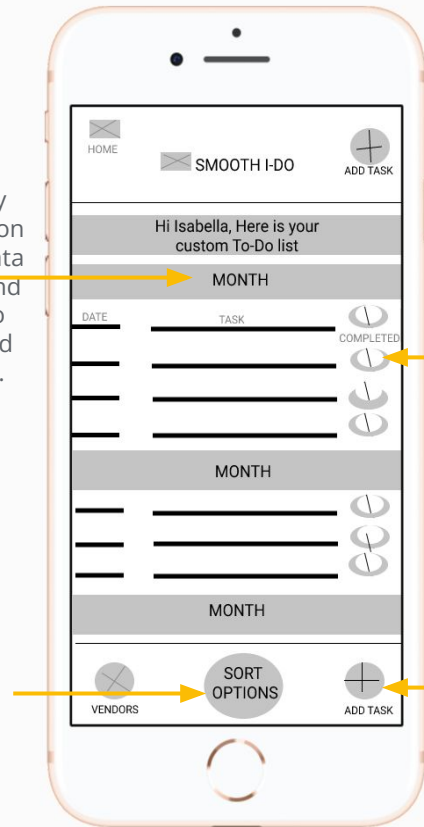 HOME
SMOOTH I-DO
ADD TASK
Hi Isabella, Here is your
custom To-Do list
MONTH
DATE
TASK
COMPLETED
MONTH
MONTH
VENDORS
SORT
OPTIONS
ADD TASK